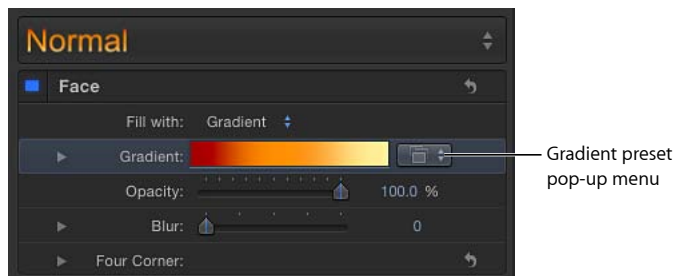 Normal
Face
Fill with: Gradient
Gradient:
Gradient preset
pop-up menu
Opacity: 100.0 %
Blur: 0
Four Corner: